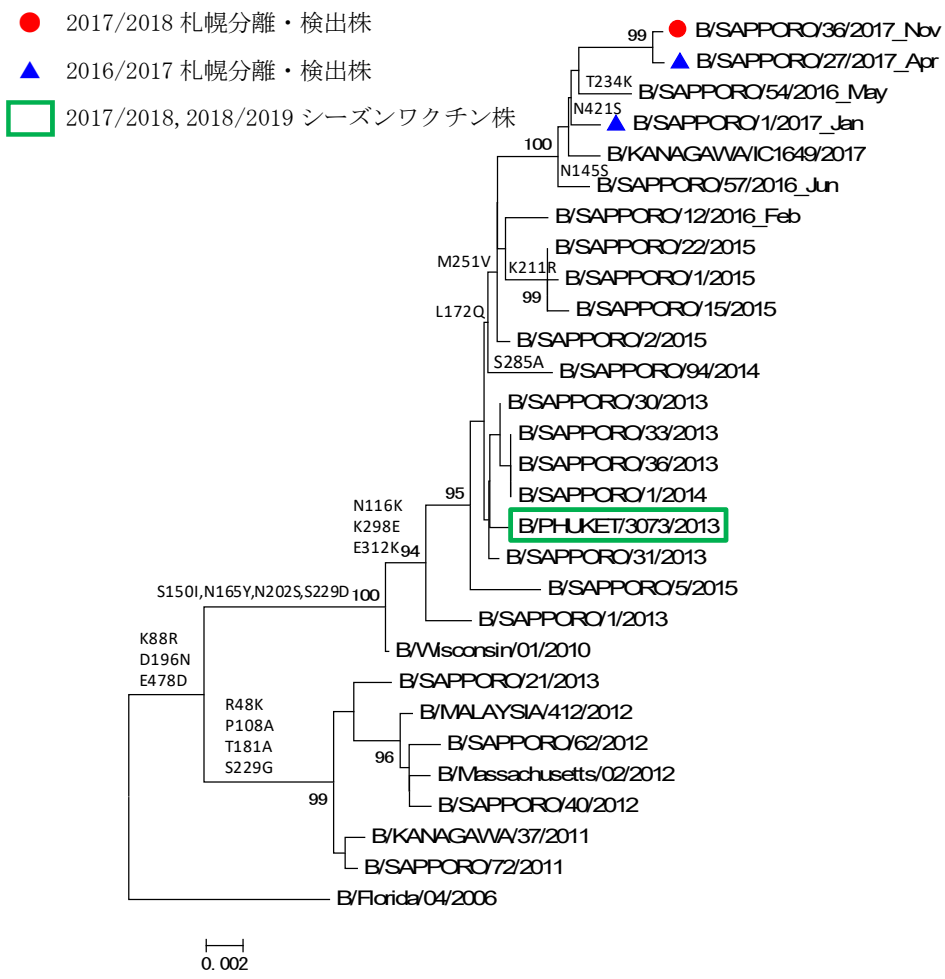 2017/2018 札幌分離・検出株
2016/2017 札幌分離・検出株
2017/2018, 2018/2019 シーズンワクチン株
99
B/SAPPORO/36/2017_Nov
B/SAPPORO/27/2017_Apr
T234K
B/SAPPORO/54/2016_May
N421S
B/SAPPORO/1/2017_Jan
100
B/KANAGAWA/IC1649/2017
N145S
B/SAPPORO/57/2016_Jun
B/SAPPORO/12/2016_Feb
B/SAPPORO/22/2015
M251V
K211R
B/SAPPORO/1/2015
99
B/SAPPORO/15/2015
L172Q
B/SAPPORO/2/2015
S285A
B/SAPPORO/94/2014
B/SAPPORO/30/2013
B/SAPPORO/33/2013
B/SAPPORO/36/2013
95
B/SAPPORO/1/2014
N116K
K298E
E312K
B/PHUKET/3073/2013
94
B/SAPPORO/31/2013
S150I,N165Y,N202S,S229D
100
B/SAPPORO/5/2015
B/SAPPORO/1/2013
K88R
D196N
E478D
B/Wisconsin/01/2010
B/SAPPORO/21/2013
R48K
P108A
T181A
S229G
B/MALAYSIA/412/2012
B/SAPPORO/62/2012
96
B/Massachusetts/02/2012
99
B/SAPPORO/40/2012
B/KANAGAWA/37/2011
B/SAPPORO/72/2011
B/Florida/04/2006
0.002